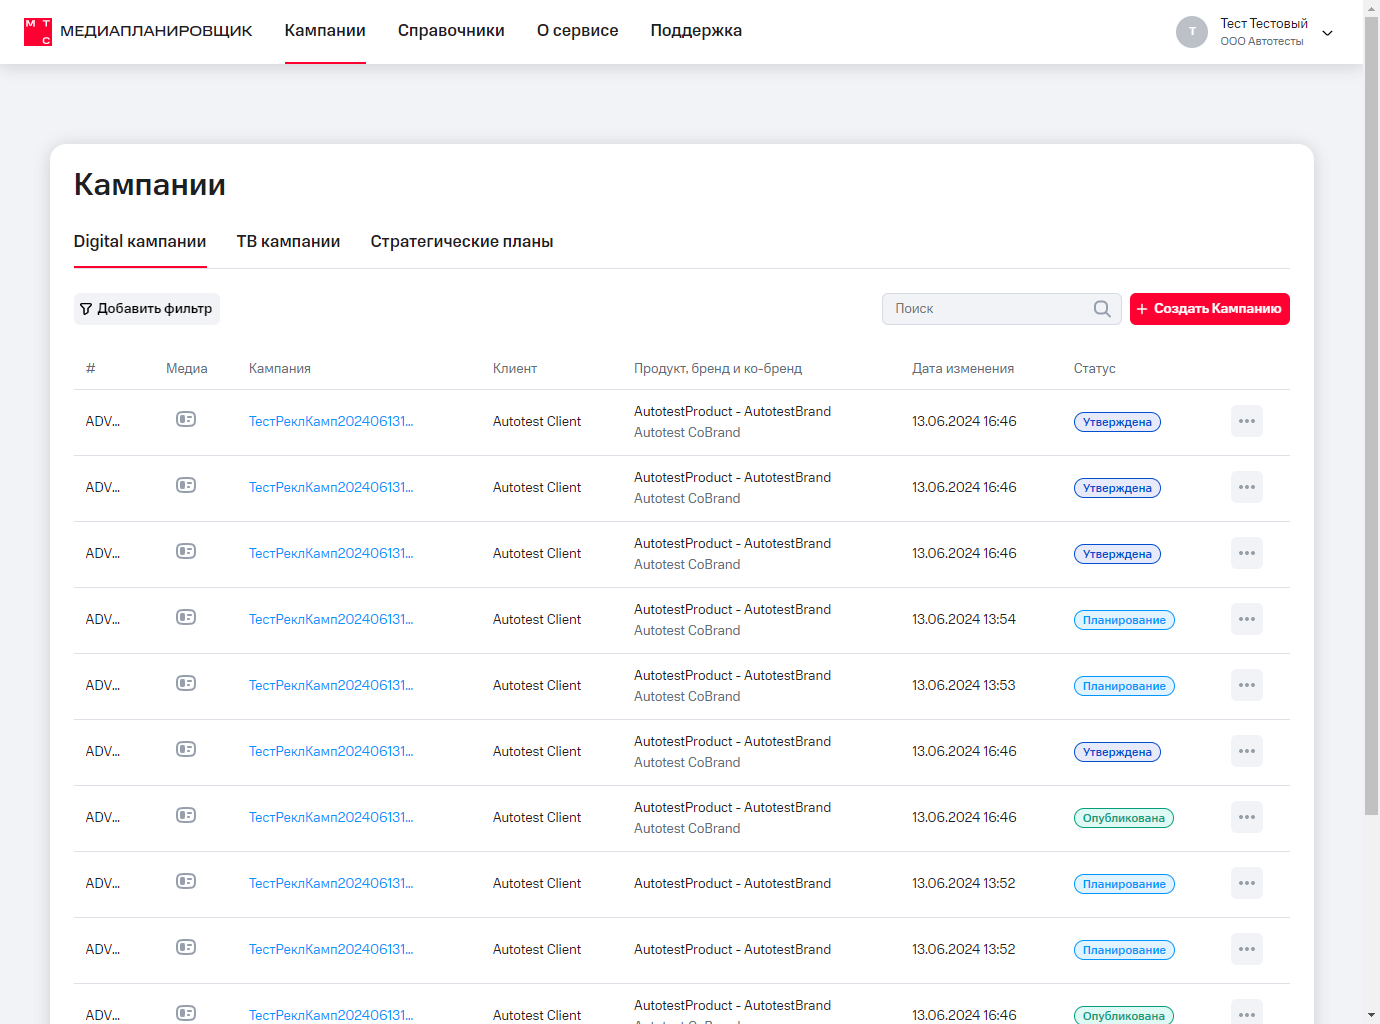 МТС МЕДИАПЛАНИРОВЩИК Кампании Справочники О сервисе Поддержка Т Тест Тестовый
ООО Автотесты
Кампании
Digital кампании ТВ кампании Стратегические планы
Добавить фильтр Поиск + Создать Кампанию
# Медиа Кампания Клиент Продукт, бренд и ко-бренд Дата изменения Статус
ADV... ТестРеклКамп202406131... Autotest Client AutotestProduct - AutotestBrand 13.06.2024 16:46 Утверждена
Autotest CoBrand
ADV... ТестРеклКамп202406131... Autotest Client AutotestProduct - AutotestBrand 13.06.2024 16:46 Утверждена
Autotest CoBrand
ADV... ТестРеклКамп202406131... Autotest Client AutotestProduct - AutotestBrand 13.06.2024 16:46 Утверждена
Autotest CoBrand
ADV... ТестРеклКамп202406131... Autotest Client AutotestProduct - AutotestBrand 13.06.2024 13:54 Планирование
Autotest CoBrand
ADV... ТестРеклКамп202406131... Autotest Client AutotestProduct - AutotestBrand 13.06.2024 13:53 Планирование
Autotest CoBrand
ADV... ТестРеклКамп202406131... Autotest Client AutotestProduct - AutotestBrand 13.06.2024 16:46 Утверждена
Autotest CoBrand
ADV... ТестРеклКамп202406131... Autotest Client AutotestProduct - AutotestBrand 13.06.2024 16:46 Опубликована
Autotest CoBrand
ADV... ТестРеклКамп202406131... Autotest Client AutotestProduct - AutotestBrand 13.06.2024 13:52 Планирование
ADV... ТестРеклКамп202406131... Autotest Client AutotestProduct - AutotestBrand 13.06.2024 13:52 Планирование
ADV... ТестРеклКамп202406131... Autotest Client AutotestProduct - AutotestBrand 13.06.2024 16:46 Опубликована